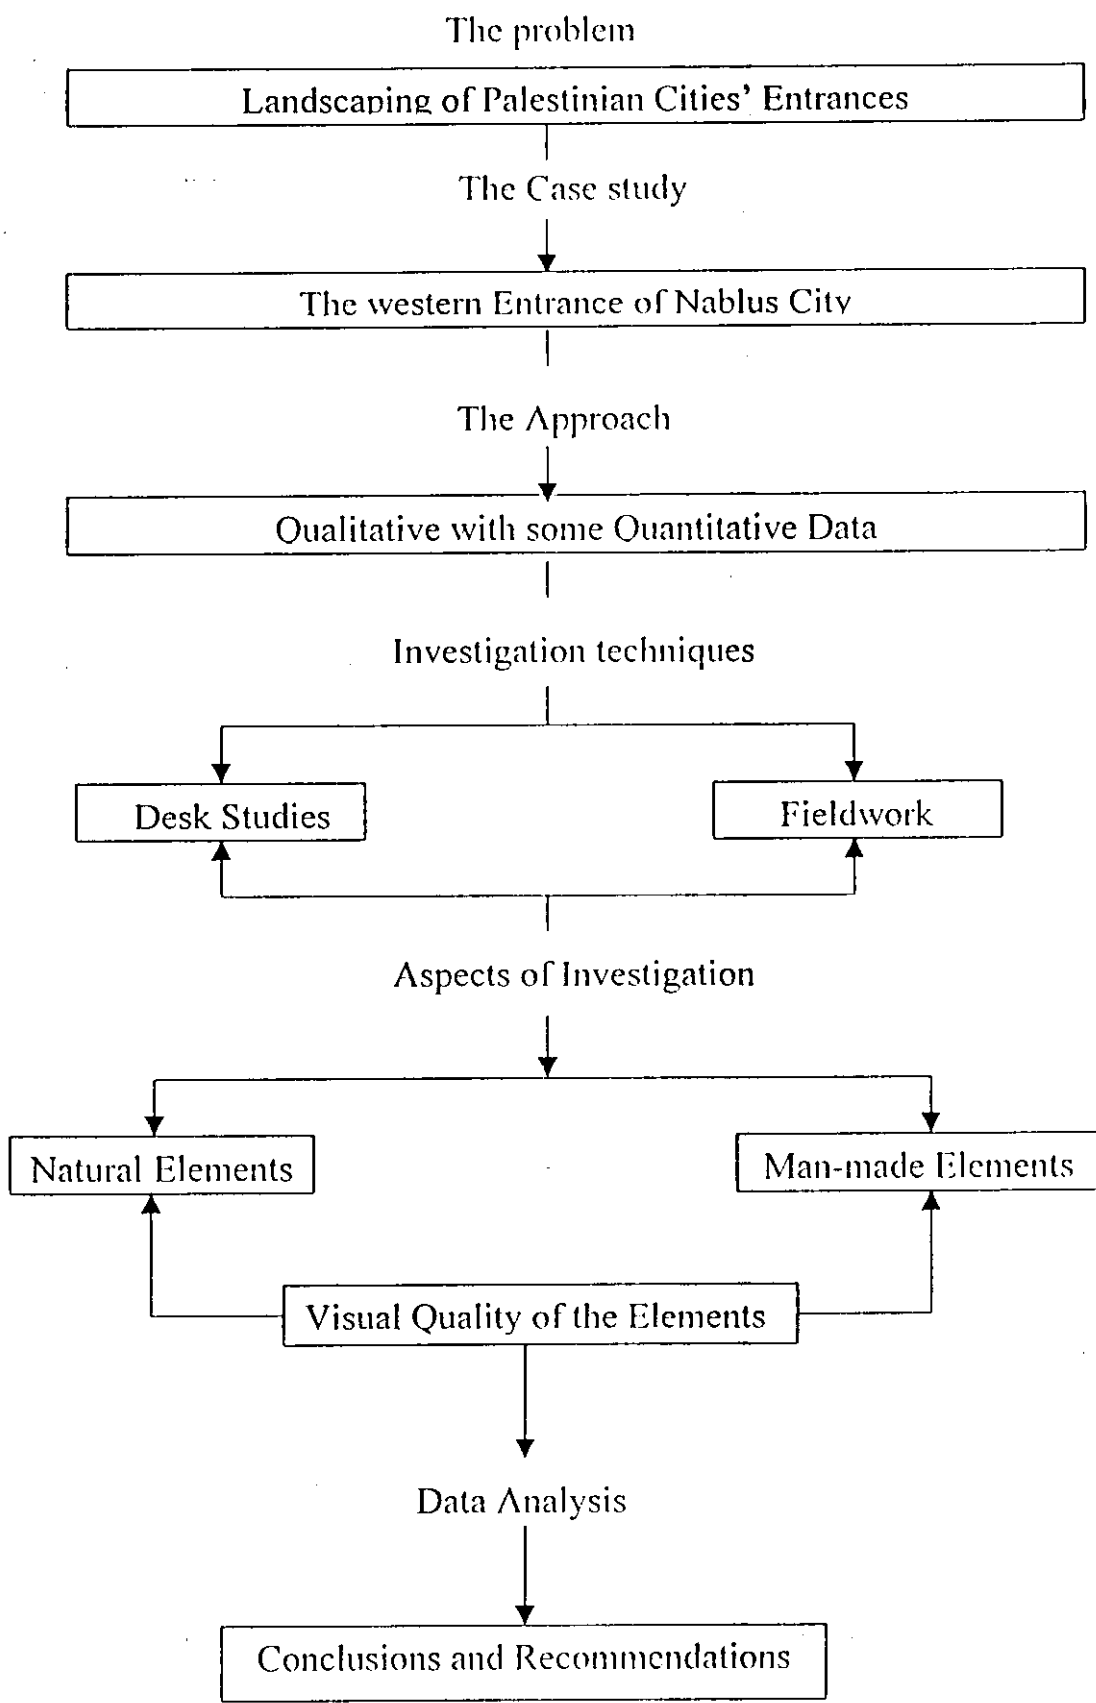 The problem
Landscaping of Palestinian Cities' Entrances
The Case study
The western Entrance of Nablus City
The Approach
Qualitative with some Quantitative Data
Investigation techniques
Desk Studies
Fieldwork
Aspects of Investigation
Natural Elements
Man-made Elements
Visual Quality of the Elements
Data Analysis
Conclusions and Recommendations